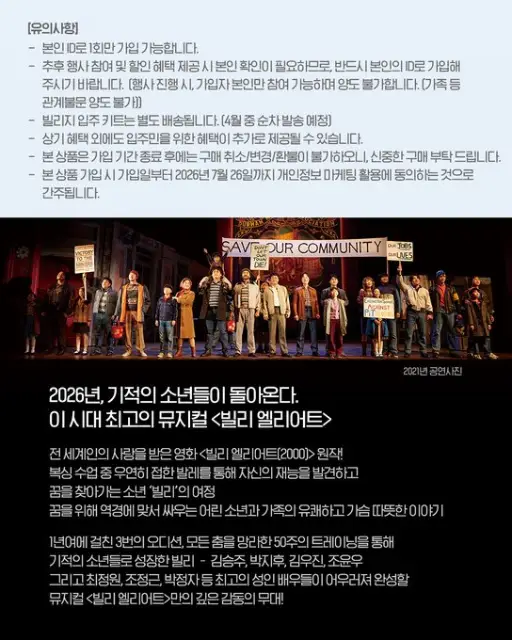 [유의사항]
- 본인 ID로 1회만 가입 가능합니다.
- 추후 행사 참여 및 할인 혜택 제공 시 본인 확인이 필요하므로, 반드시 본인의 ID로 가입해
주시기 바랍니다. (행사 진행 시, 가입자 본인만 참여 가능하며 양도 불가합니다. (가족 등
관계불문 양도 불가))
- 빌리지 입주 키트는 별도 배송됩니다. (4월 중 순차 발송 예정)
- 상기 혜택 외에도 입주민을 위한 혜택이 추가로 제공될 수 있습니다.
- 본 상품은 가입 기간 종료 후에는 구매 취소/변경/환불이 불가하오니, 신중한 구매 부탁 드립니다.
- 본 상품 가입 시 가입일부터 2026년 7월 26일까지 개인정보 마케팅 활용에 동의하는 것으로
간주됩니다.
SAVE OUR COMMUNITY
VICTORY TO THE
DON'T LET OUR TOWN DIE!
OUR JOBS
OUR LIVES
AGAINST
PIT
2021년 공연사진
2026년, 기적의 소년들이 돌아온다.
이 시대 최고의 뮤지컬 <빌리 엘리어트>
전 세계인의 사랑을 받은 영화 <빌리 엘리어트(2000)> 원작!
복싱 수업 중 우연히 접한 발레를 통해 자신의 재능을 발견하고
꿈을 찾아가는 소년 '빌리'의 여정
꿈을 위해 역경에 맞서 싸우는 어린 소년과 가족의 유쾌하고 가슴 따뜻한 이야기
1년여에 걸친 3번의 오디션, 모든 춤을 망라한 50주의 트레이닝을 통해
기적의 소년들로 성장한 빌리 - 김승주, 박지후, 김우진, 조윤우
그리고 최정원, 조정근, 박정자 등 최고의 성인 배우들이 어우러져 완성할
뮤지컬 <빌리 엘리어트>만의 깊은 감동의 무대!